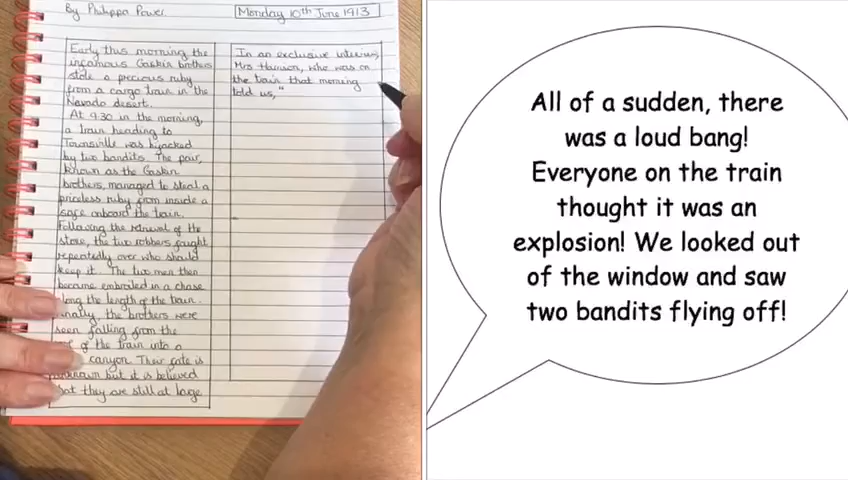 By Philippa Power
Monday 10th June 1913
Early this morning the
infamous Gaskin brothers
stole a precious ruby
from a cargo train in the
Nevada desert.
At 9.30 in the morning,
a train heading to
Townsville was hijacked
by two bandits. The pair,
known as the Gaskin
brothers, managed to steal a
priceless ruby from inside a
safe onboard the train.
Following the removal of the
stone, the two robbers fought
repeatedly over who should
keep it. The two men then
became embroiled in a chase
along the length of the train.
Finally, the brothers were
seen falling from the
of the train into a
canyon. Their fate is
unknown but it is believed
that they are still at large
In an exclusive interview,
Mrs Hanson, who was on
the train that morning
told us, "
All of a sudden, there
was a loud bang!
Everyone on the train
thought it was an
explosion! We looked out
of the window and saw
two bandits flying off!